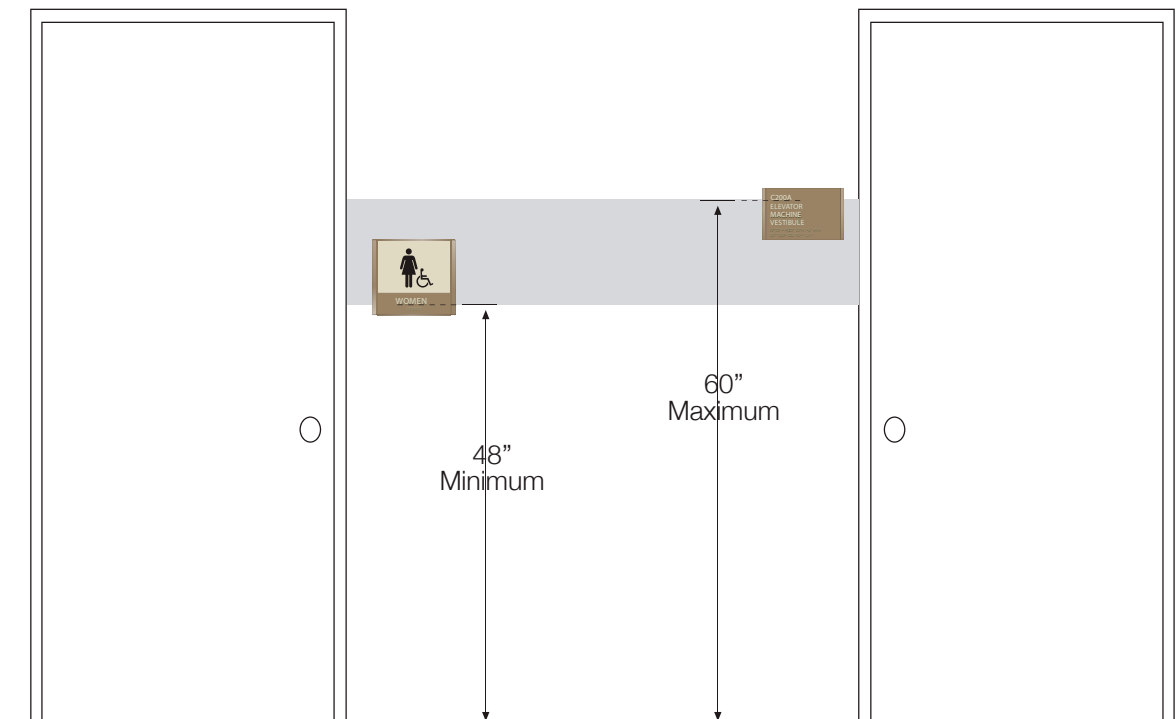 C200A
ELEVATOR
MACHINE
VESTIBULE
WOMEN
60”
Maximum
48”
Minimum